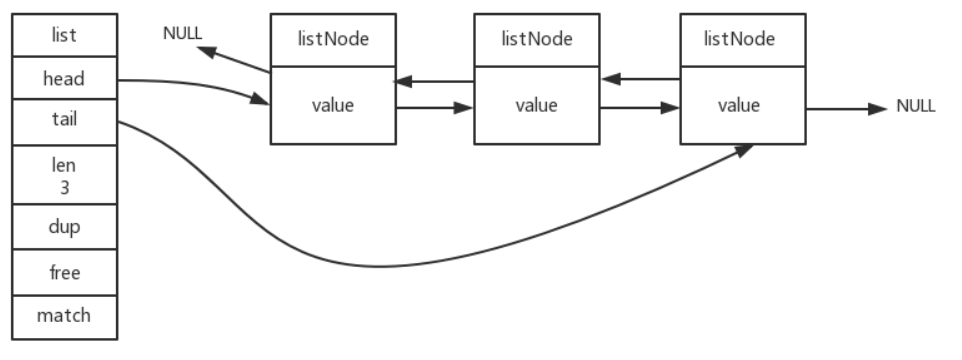 list
head
tail
len
3
dup
free
match
NULL
listNode
value
listNode
value
listNode
value
NULL